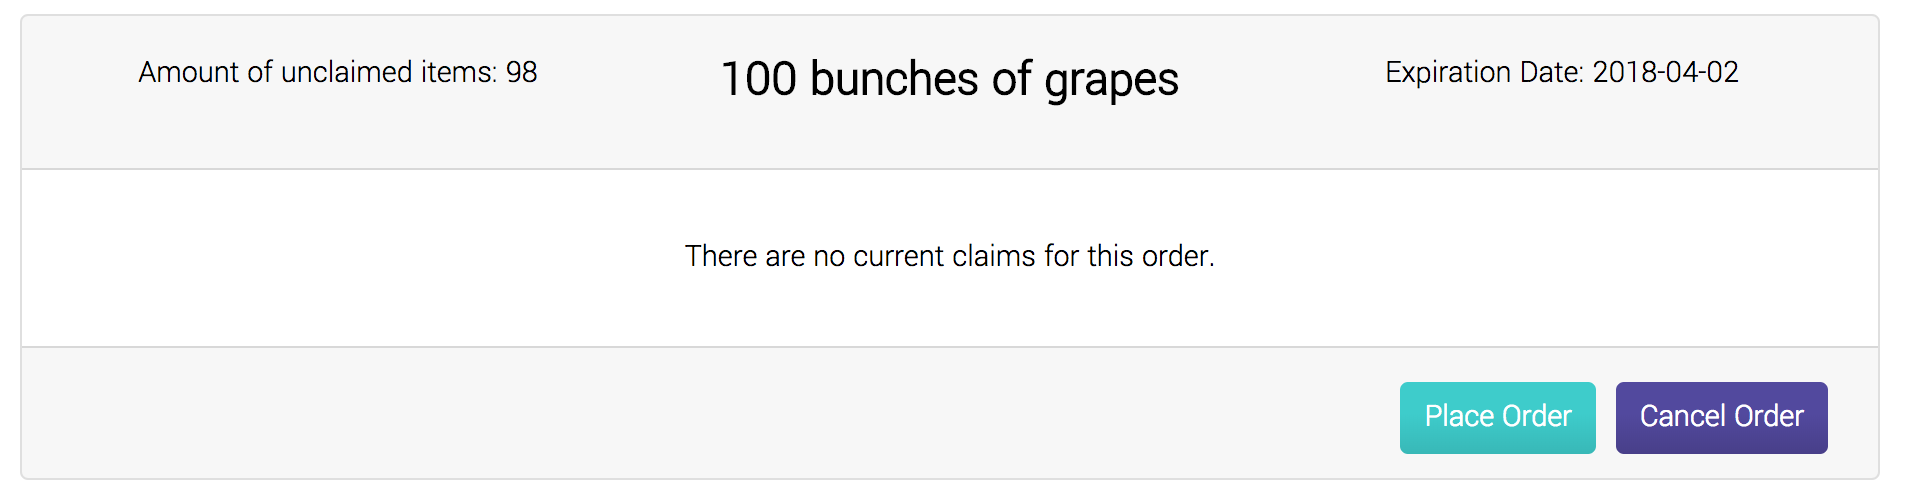 Amount of unclaimed items: 98
100 bunches of grapes
Expiration Date: 2018-04-02
There are no current claims for this order.
Place Order
Cancel Order